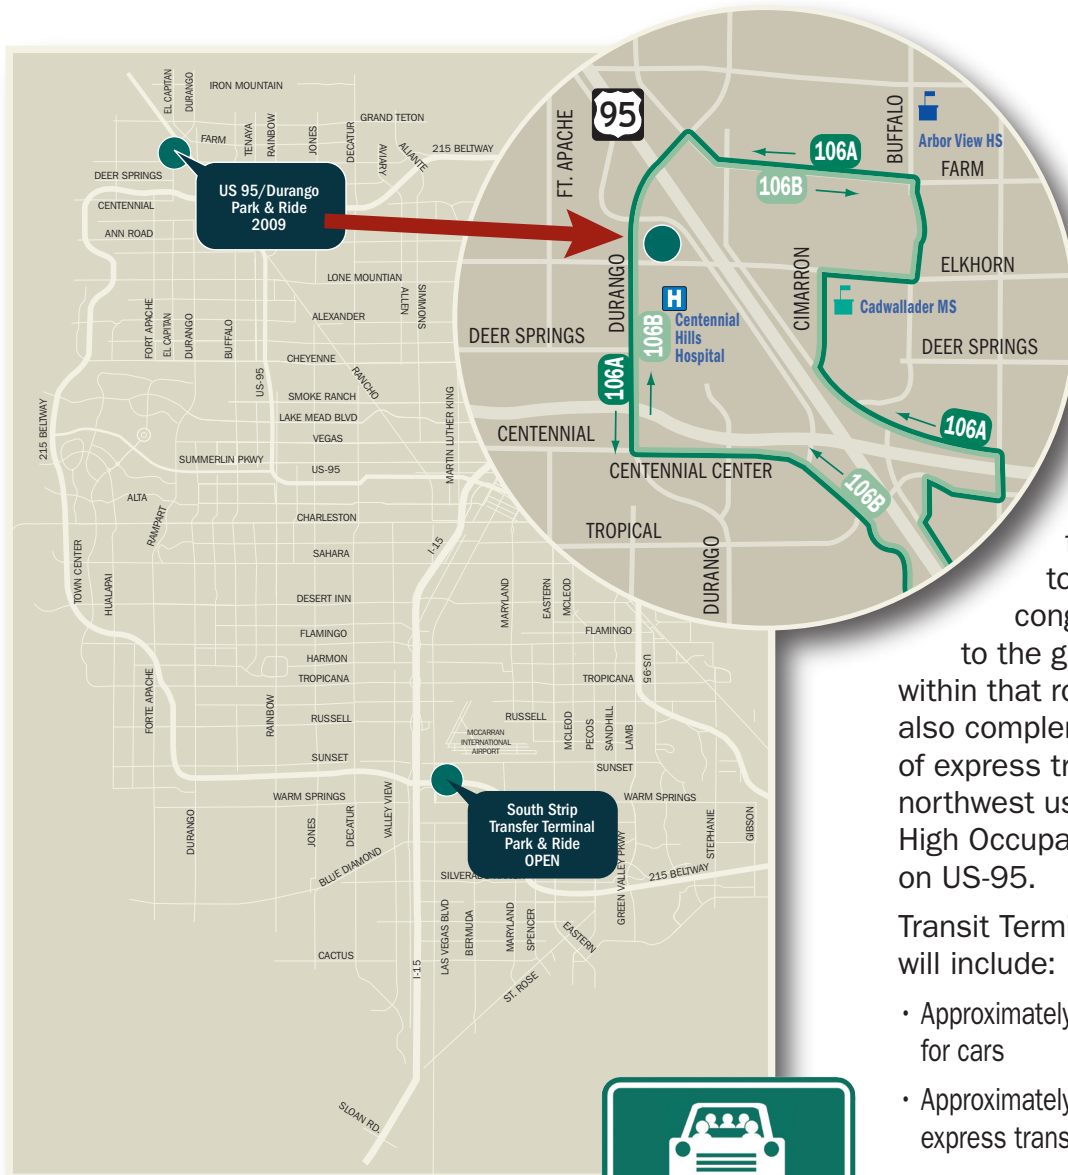 EL CAPITAN
DURANGO
IRON MOUNTAIN
GRAND TETON
FARM
TENAYA
RAINBOW
JONES
DECATUR
AVIARY
ALIANTE
215 BELTWAY
DEER SPRINGS
CENTENNIAL
ANN ROAD
US 95/Durango
Park & Ride
2009
LONE MOUNTIAN
ALLEN
SIMMONS
ALEXANDER
FORT APACHE
EL CAPITAN
DURANGO
BUFFALO
CHEYENNE
US-95
RANCHO
SMOKE RANCH
LAKE MEAD BLVD
VEGAS
MARTIN LUTHER KING
215 BELTWAY
SUMMERLIN PKWY
US-95
ALTA
RAMPART
CHARLESTON
I-15
SAHARA
TOWN CENTER
HUALAPAI
DESERT INN
MARYLAND
EASTERN
MCLEOD
FLAMINGO
FLAMINGO
HARMON
TROPICANA
TROPICANA
US-95
FORTE APACHE
RAINBOW
RUSSELL
RUSSELL
MCLEOD
PECOS
SANDHILL
LAMB
MCCARRAN
INTERNATIONAL
AIRPORT
SUNSET
SUNSET
WARM SPRINGS
WARM SPRINGS
DURANGO
JONES
DECATUR
VALLEY VIEW
South Strip
Transfer Terminal
Park & Ride
OPEN
STEPHANIE
GIBSON
BLUE DIAMOND
GREEN VALLEY PKWY
215 BELTWAY
LAS VEGAS BLVD
BERMUDA
MARYLAND
SPENCER
EASTERN
CACTUS
I-15
ST. ROSE
SLOAN RD.
95
FT. APACHE
BUFFALO
Arbor View HS
106A
FARM
106B
DURANGO
CIMARRON
ELKHORN
H
Centennial
Hills
Hospital
Cadwallader MS
DEER SPRINGS
106B
DEER SPRINGS
106A
106A
CENTENNIAL
CENTENNIAL CENTER
106B
TROPICAL
DURANGO
to
cong
to the g
within that ro
also complem
of express tr
northwest us
High Occupa
on US-95.
Transit Termi
will include:
· Approximately
for cars
· Approximately
express trans